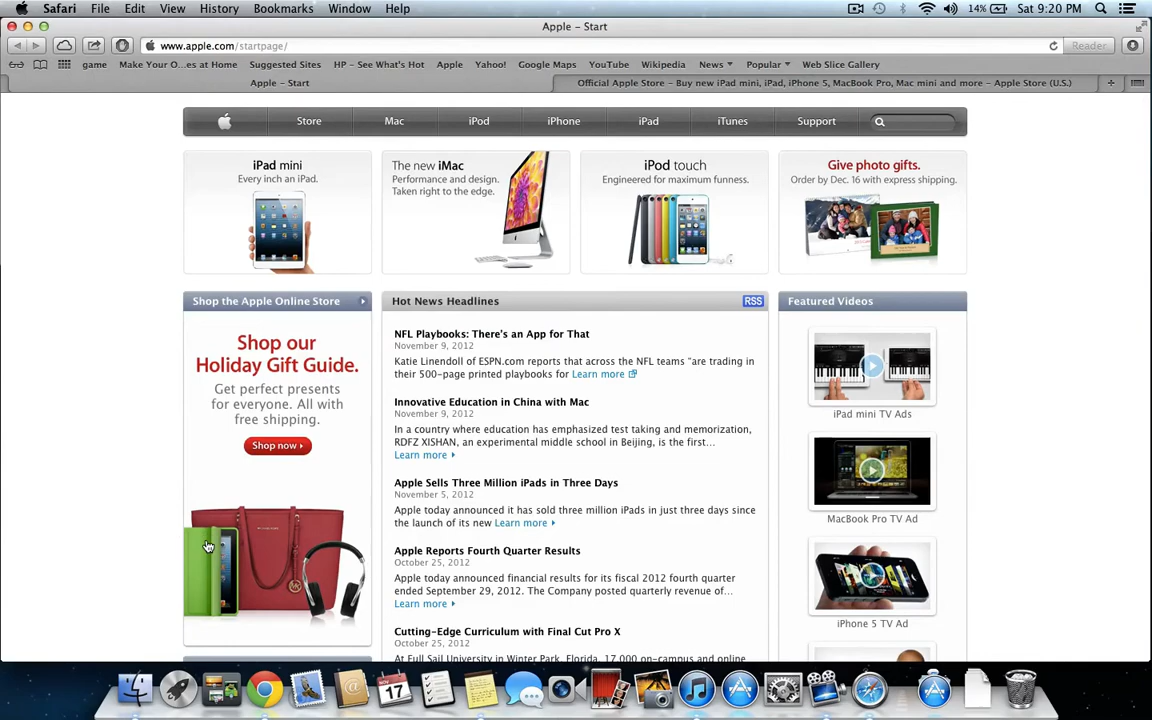 Safari File Edit View History Bookmarks Window Help 14% Sat 9:20 PM
Apple – Start
www.apple.com/startpage/ Reader
game Make Your O...es at Home Suggested Sites HP – See What's Hot Apple Yahoo! Google Maps YouTube Wikipedia News Popular Web Slice Gallery
Apple – Start Official Apple Store – Buy new iPad mini, iPad, iPhone 5, MacBook Pro, Mac mini and more – Apple Store (U.S.)
Store Mac iPod iPhone iPad iTunes Support
iPad mini
Every inch an iPad.
The new iMac
Performance and design.
Taken right to the edge.
iPod touch
Engineered for maximum funness.
Give photo gifts.
Order by Dec. 16 with express shipping.
Shop the Apple Online Store
Shop our
Holiday Gift Guide.
Get perfect presents
for everyone. All with
free shipping.
Shop now
Hot News Headlines RSS
NFL Playbooks: There's an App for That
November 9, 2012
Katie Linendoll of ESPN.com reports that across the NFL teams "are trading in
their 500-page printed playbooks for Learn more
Innovative Education in China with Mac
November 9, 2012
In a country where education has emphasized test taking and memorization,
RDFZ XISHAN, an experimental middle school in Beijing, is the first...
Learn more
Apple Sells Three Million iPads in Three Days
November 5, 2012
Apple today announced it has sold three million iPads in just three days since
the launch of its new Learn more
Apple Reports Fourth Quarter Results
October 25, 2012
Apple today announced financial results for its fiscal 2012 fourth quarter
ended September 29, 2012. The Company posted quarterly revenue of...
Learn more
Cutting-Edge Curriculum with Final Cut Pro X
October 25, 2012
At Full Sail University in Winter Park, Florida, 17,000 on-campus and online
Featured Videos
iPad mini TV Ads
MacBook Pro TV Ad
iPhone 5 TV Ad
NOV
17